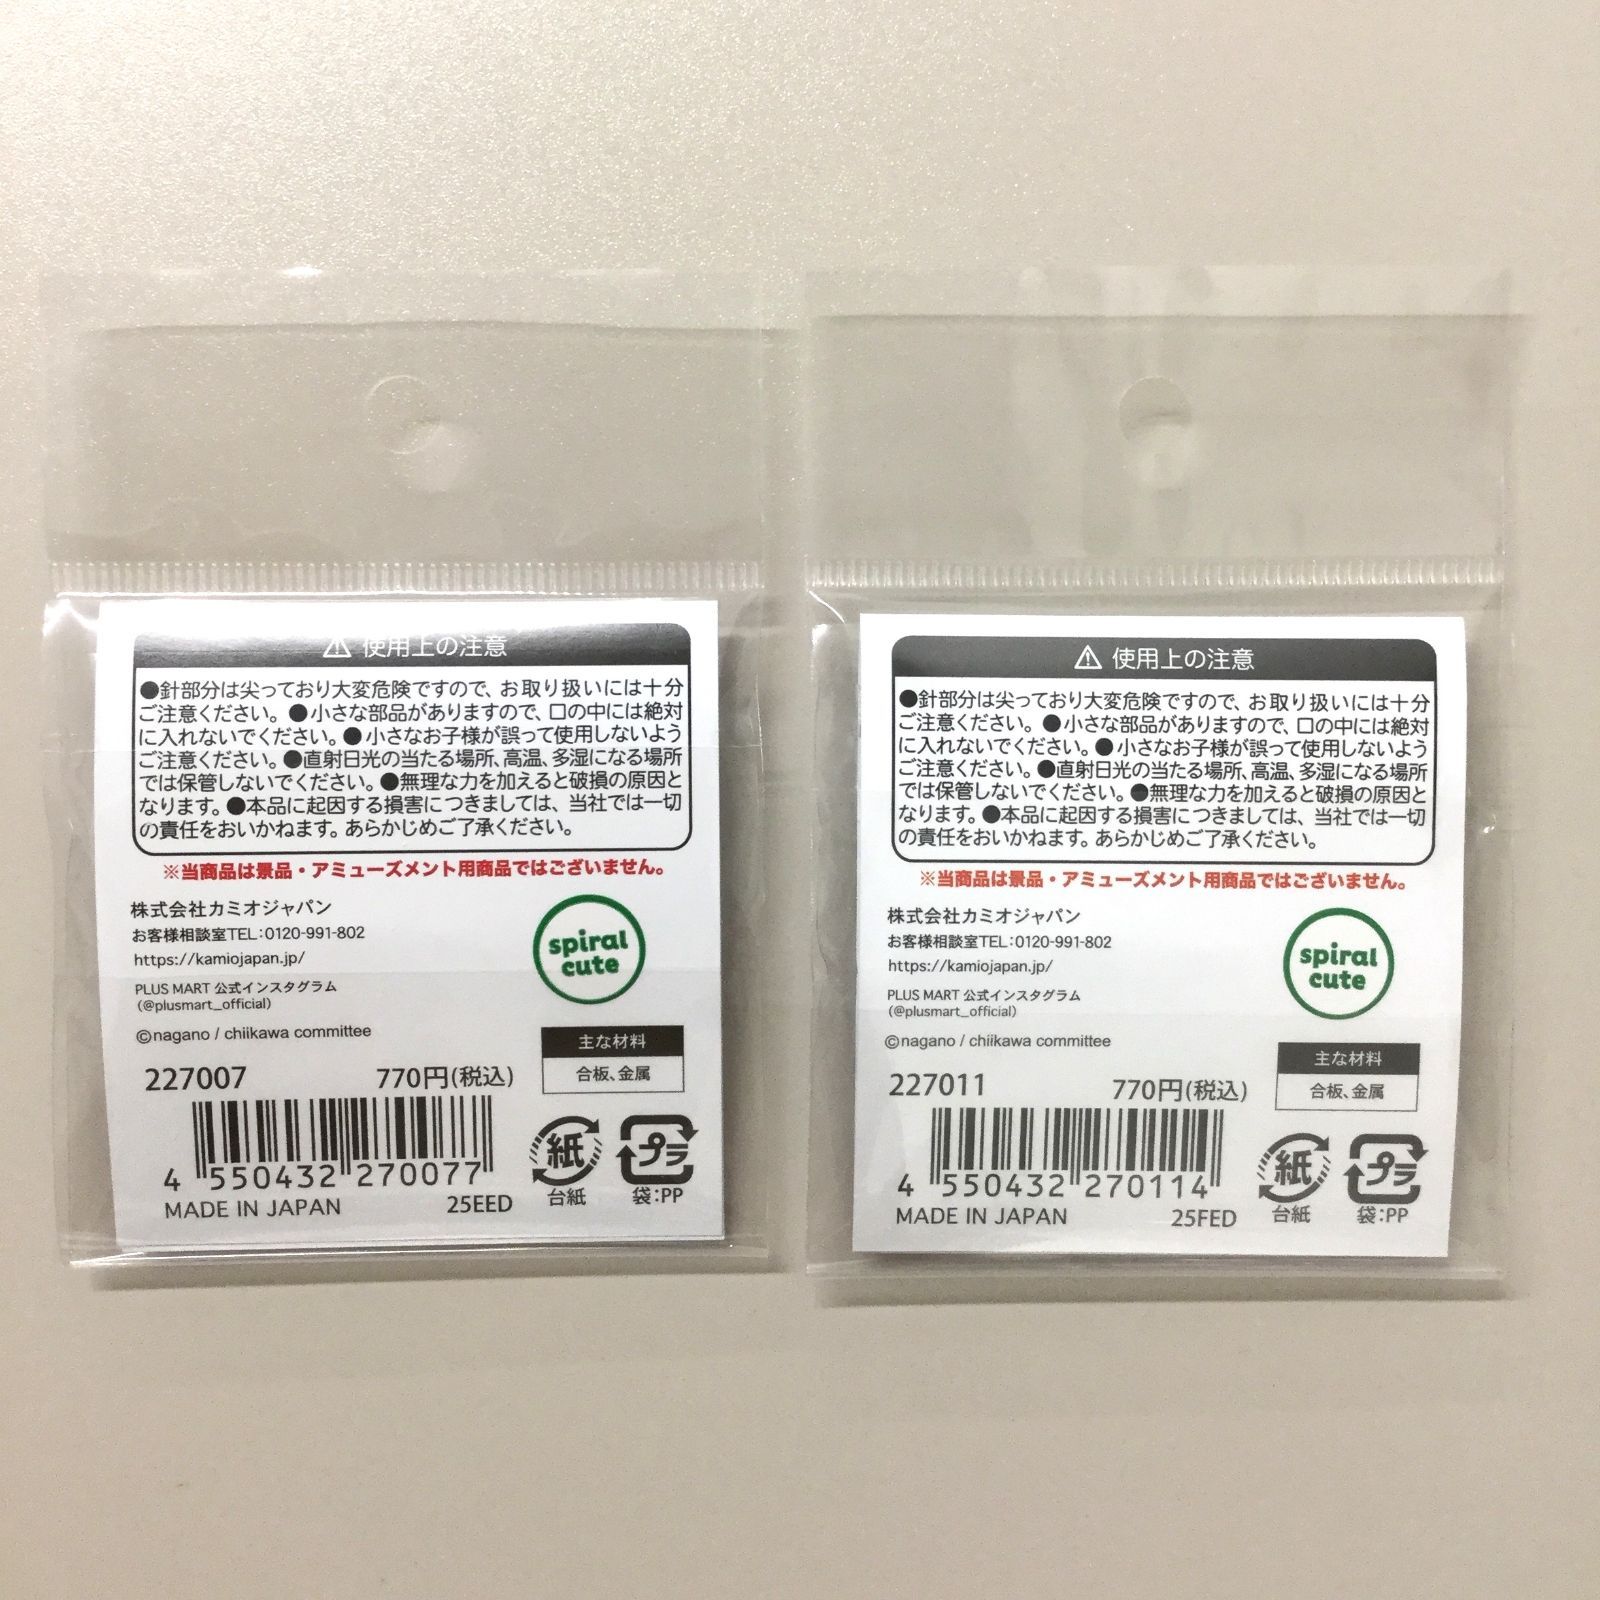 使用上の注意
●針部分は尖っており大変危険ですので、お取り扱いには十分
ご注意ください。●小さな部品がありますので、口の中には絶対
に入れないでください。●小さなお子様が誤って使用しないよう
ご注意ください。●直射日光の当たる場所、高温、多湿になる場所
では保管しないでください。●無理な力を加えると破損の原因と
なります。●本品に起因する損害につきましては、当社では一切
の責任をおいかねます。あらかじめご了承ください。
※当商品は景品・アミューズメント用商品ではございません。
株式会社カミオジャパン
お客様相談室TEL:0120-991-802
https://kamiojapan.jp/
PLUS MART 公式インスタグラム
(@plusmart_official)
©nagano / chiikawa committee
spiral
cute
主な材料
合板、金属
227007 770円(税込)
4 550432 270077
MADE IN JAPAN 25EED
紙
台紙
プラ
袋:PP
使用上の注意
●針部分は尖っており大変危険ですので、お取り扱いには十分
ご注意ください。●小さな部品がありますので、口の中には絶対
に入れないでください。●小さなお子様が誤って使用しないよう
ご注意ください。●直射日光の当たる場所、高温、多湿になる場所
では保管しないでください。●無理な力を加えると破損の原因と
なります。●本品に起因する損害につきましては、当社では一切
の責任をおいかねます。あらかじめご了承ください。
※当商品は景品・アミューズメント用商品ではございません。
株式会社カミオジャパン
お客様相談室TEL:0120-991-802
https://kamiojapan.jp/
PLUS MART 公式インスタグラム
(@plusmart_official)
©nagano / chiikawa committee
spiral
cute
主な材料
合板、金属
227011 770円(税込)
4 550432 270114
MADE IN JAPAN 25FED
紙
台紙
プラ
袋:PP